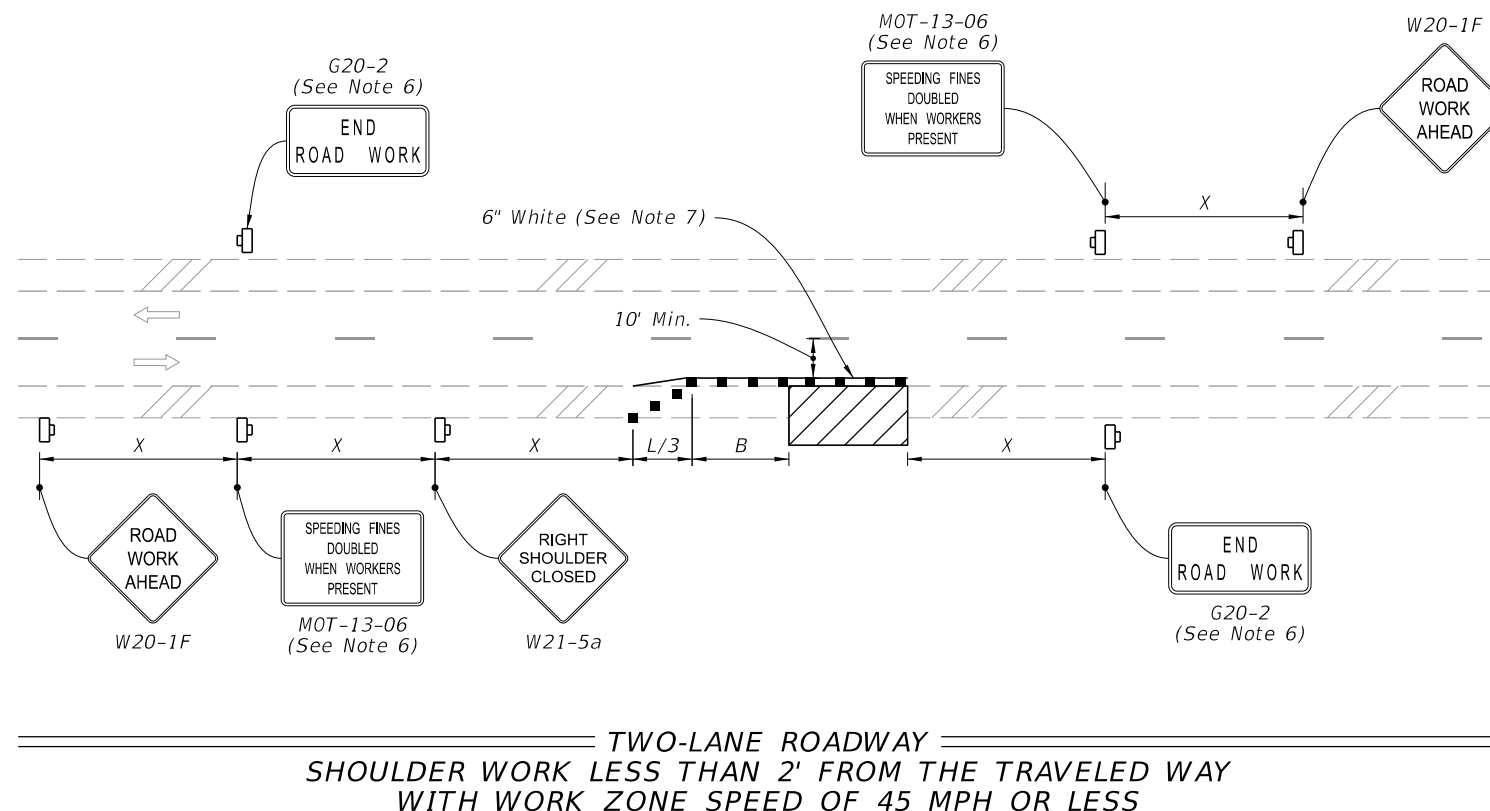 MOT-13-06
(See Note 6)
W20-1F
G20-2
(See Note 6)
SPEEDING FINES
DOUBLED
WHEN WORKERS
PRESENT
ROAD
WORK
AHEAD
END
ROAD WORK
6" White (See Note 7)
X
10' Min.
X
X
X
L/3
B
X
ROAD
WORK
AHEAD
W20-1F
SPEEDING FINES
DOUBLED
WHEN WORKERS
PRESENT
MOT-13-06
(See Note 6)
RIGHT
SHOULDER
CLOSED
W21-5a
END
ROAD WORK
G20-2
(See Note 6)
TWO-LANE ROADWAY
SHOULDER WORK LESS THAN 2' FROM THE TRAVELED WAY
WITH WORK ZONE SPEED OF 45 MPH OR LESS